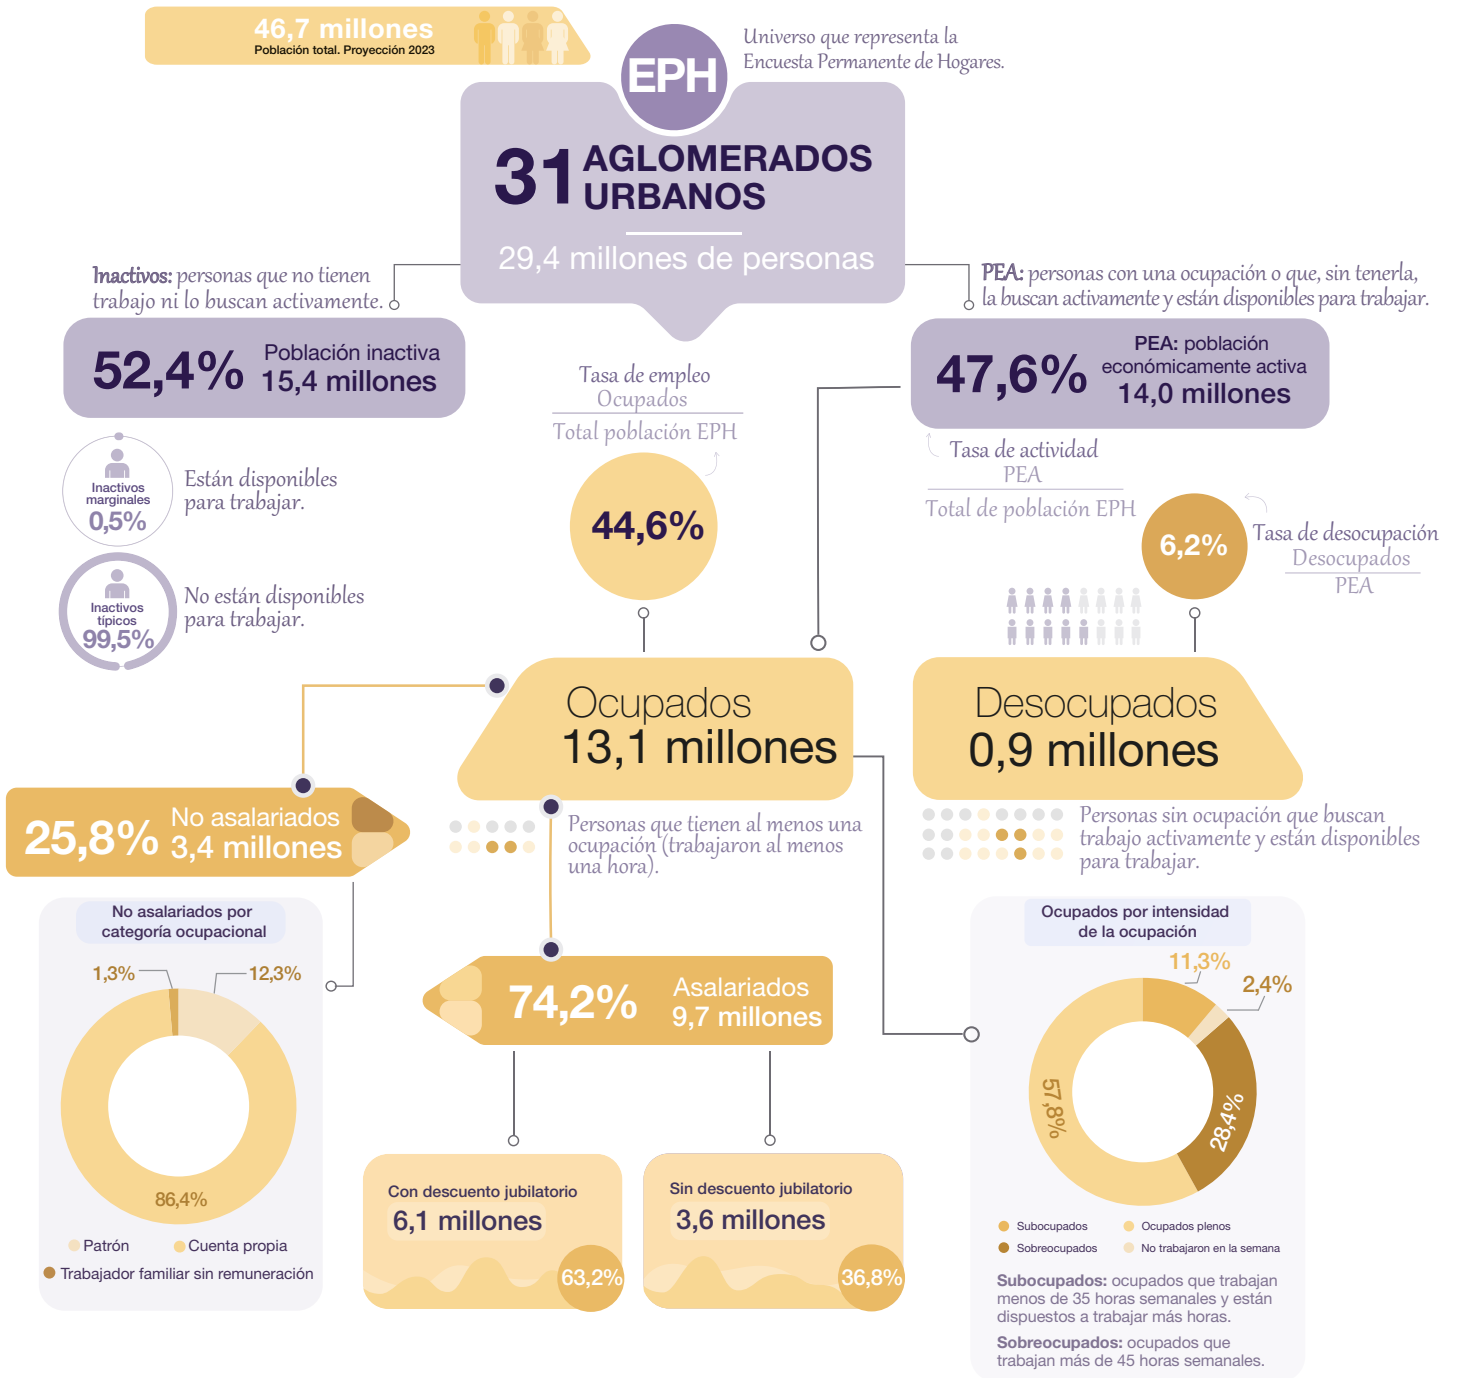 46,7 millones
Población total. Proyección 2023
EPH
Universo que representa la
Encuesta Permanente de Hogares.
31 AGLOMERADOS
URBANOS
29,4 millones de personas
Inactivos: personas que no tienen
trabajo ni lo buscan activamente.
PEA: personas con una ocupación o que, sin tenerla,
la buscan activamente y están disponibles para trabajar.
52,4%
Población inactiva
15,4 millones
47,6%
PEA: población
económicamente activa
14,0 millones
Tasa de empleo
Ocupados
Total población EPH
44,6%
Inactivos
marginales
0,5%
Están disponibles
para trabajar.
Inactivos
típicos
99,5%
No están disponibles
para trabajar.
Tasa de actividad
PEA
Total de población EPH
6,2%
Tasa de desocupación
Desocupados
PEA
Ocupados
13,1 millones
Desocupados
0,9 millones
25,8%
No asalariados
3,4 millones
Personas que tienen al menos una
ocupación (trabajaron al menos
una hora).
Personas sin ocupación que buscan
trabajo activamente y están disponibles
para trabajar.
No asalariados por
categoría ocupacional
1,3%
12,3%
86,4%
Patrón
Cuenta propia
Trabajador familiar sin remuneración
74,2%
Asalariados
9,7 millones
Con descuento jubilatorio
6,1 millones
63,2%
Sin descuento jubilatorio
3,6 millones
36,8%
Ocupados por intensidad
de la ocupación
11,3%
2,4%
57,8%
28,4%
Subocupados
Ocupados plenos
Sobreocupados
No trabajaron en la semana
Subocupados: ocupados que trabajan
menos de 35 horas semanales y están
dispuestos a trabajar más horas.
Sobreocupados: ocupados que
trabajan más de 45 horas semanales.